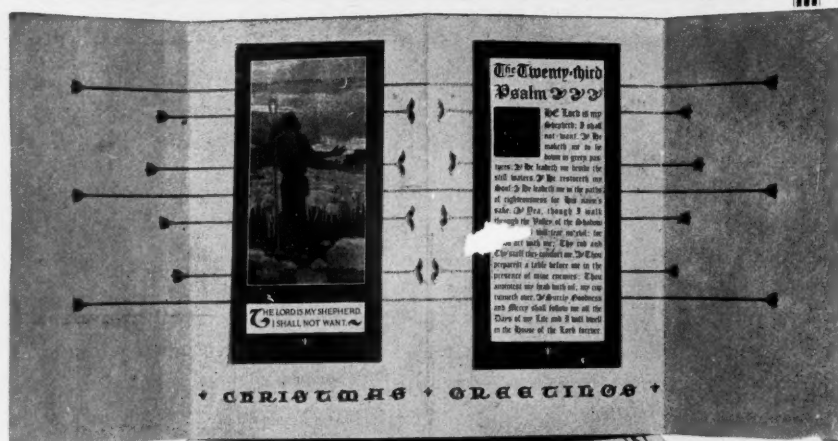 THE LORD IS MY SHEPHERD.
I SHALL NOT WANT.
The Twenty-third
Psalm
HE Lord is my
Shepherd; I shall
not want. He
maketh me to lie
down in green pas-
tures. He leadeth me beside the
still waters. He restoreth my
Soul. He leadeth me in the paths
of righteousness for His name's
sake. Yea, though I walk
through the Valley of the Shadow
I will fear no evil: for
art with me; Thy rod and
Thy staff they comfort me. Thou
preparest a table before me in the
presence of mine enemies: Thou
anointest my head with oil, my cup
runneth over. Surely Goodness
and Mercy shall follow me all the
Days of my Life and I will dwell
in the House of the Lord forever.
CHRISTMAS GREETINGS